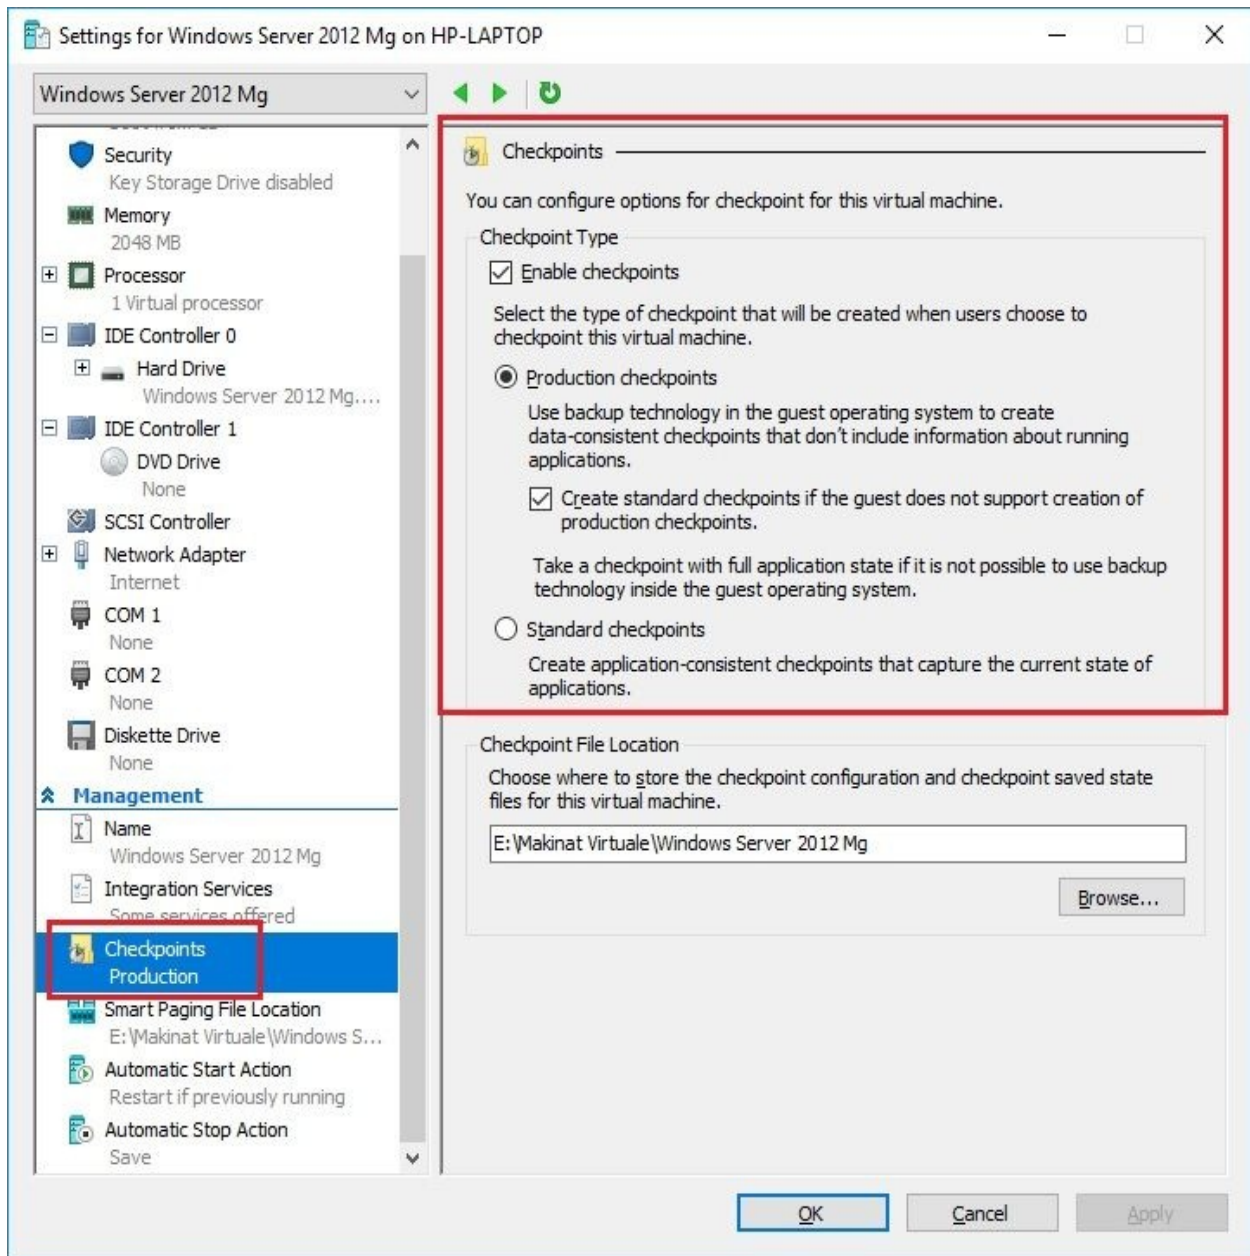 Settings for Windows Server 2012 Mg on HP-LAPTOP
Windows Server 2012 Mg
Security
Key Storage Drive disabled
Memory
2048 MB
Processor
1 Virtual processor
IDE Controller 0
Hard Drive
Windows Server 2012 Mg....
IDE Controller 1
DVD Drive
None
SCSI Controller
Network Adapter
Internet
COM 1
None
COM 2
None
Diskette Drive
None
Management
Name
Windows Server 2012 Mg
Integration Services
Some services offered
Checkpoints
Production
Smart Paging File Location
E:\Makinat Virtuale\Windows S...
Automatic Start Action
Restart if previously running
Automatic Stop Action
Save
Checkpoints
You can configure options for checkpoint for this virtual machine.
Checkpoint Type
Enable checkpoints
Select the type of checkpoint that will be created when users choose to
checkpoint this virtual machine.
Production checkpoints
Use backup technology in the guest operating system to create
data-consistent checkpoints that don't include information about running
applications.
Create standard checkpoints if the guest does not support creation of
production checkpoints.
Take a checkpoint with full application state if it is not possible to use backup
technology inside the guest operating system.
Standard checkpoints
Create application-consistent checkpoints that capture the current state of
applications.
Checkpoint File Location
Choose where to store the checkpoint configuration and checkpoint saved state
files for this virtual machine.
E:\Makinat Virtuale\Windows Server 2012 Mg
Browse...
OK
Cancel
Apply